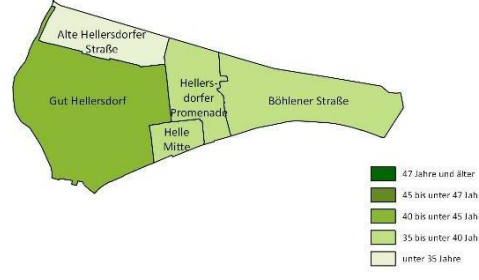 Alte Hellersdorfer
Straße
Gut Hellersdorf
Hellers-
dorfer
Promenade
Helle
Mitte
Böhlener Straße
47 Jahre und älter
45 bis unter 47 Jah
40 bis unter 45 Jah
35 bis unter 40 Jah
unter 35 Jahre